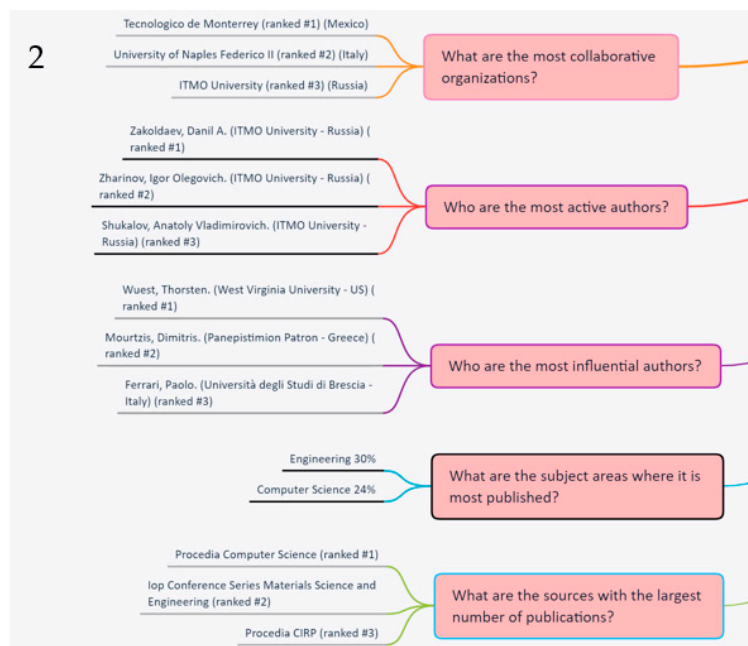 2
Tecnologico de Monterrey (ranked #1) (Mexico)
University of Naples Federico II (ranked #2) (Italy)
ITMO University (ranked #3) (Russia)
What are the most collaborative
organizations?
Zakoldaev, Danil A. (ITMO University - Russia) (
ranked #1)
Zharinov, Igor Olegovich. (ITMO University - Russia) (
ranked #2)
Shukalov, Anatoly Vladimirovich. (ITMO University -
Russia) (ranked #3)
Who are the most active authors?
Wuest, Thorsten. (West Virginia University - US) (
ranked #1)
Mourtzis, Dimitris. (Panepistimion Patron - Greece) (
ranked #2)
Ferrari, Paolo. (Università degli Studi di Brescia -
Italy) (ranked #3)
Who are the most influential authors?
Engineering 30%
Computer Science 24%
What are the subject areas where it is
most published?
Procedia Computer Science (ranked #1)
Iop Conference Series Materials Science and
Engineering (ranked #2)
Procedia CIRP (ranked #3)
What are the sources with the largest
number of publications?